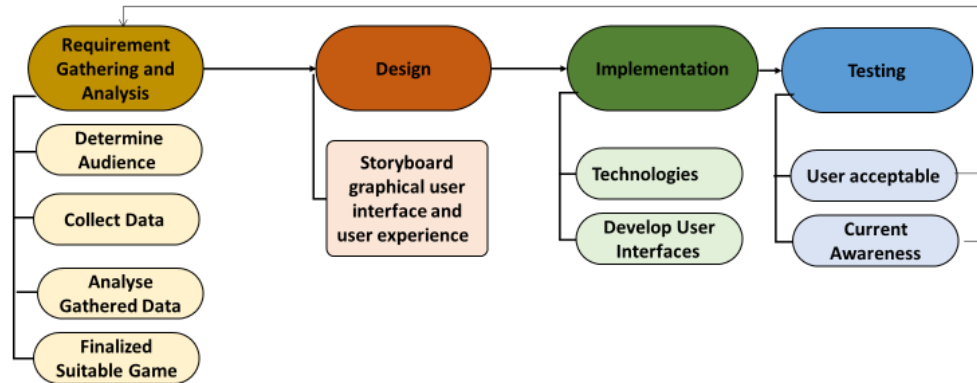 Requirement
Gathering and
Analysis
Determine
Audience
Collect Data
Analyse
Gathered Data
Finalized
Suitable Game
Design
Storyboard
graphical user
interface and
user experience
Implementation
Technologies
Develop User
Interfaces
Testing
User acceptable
Current
Awareness